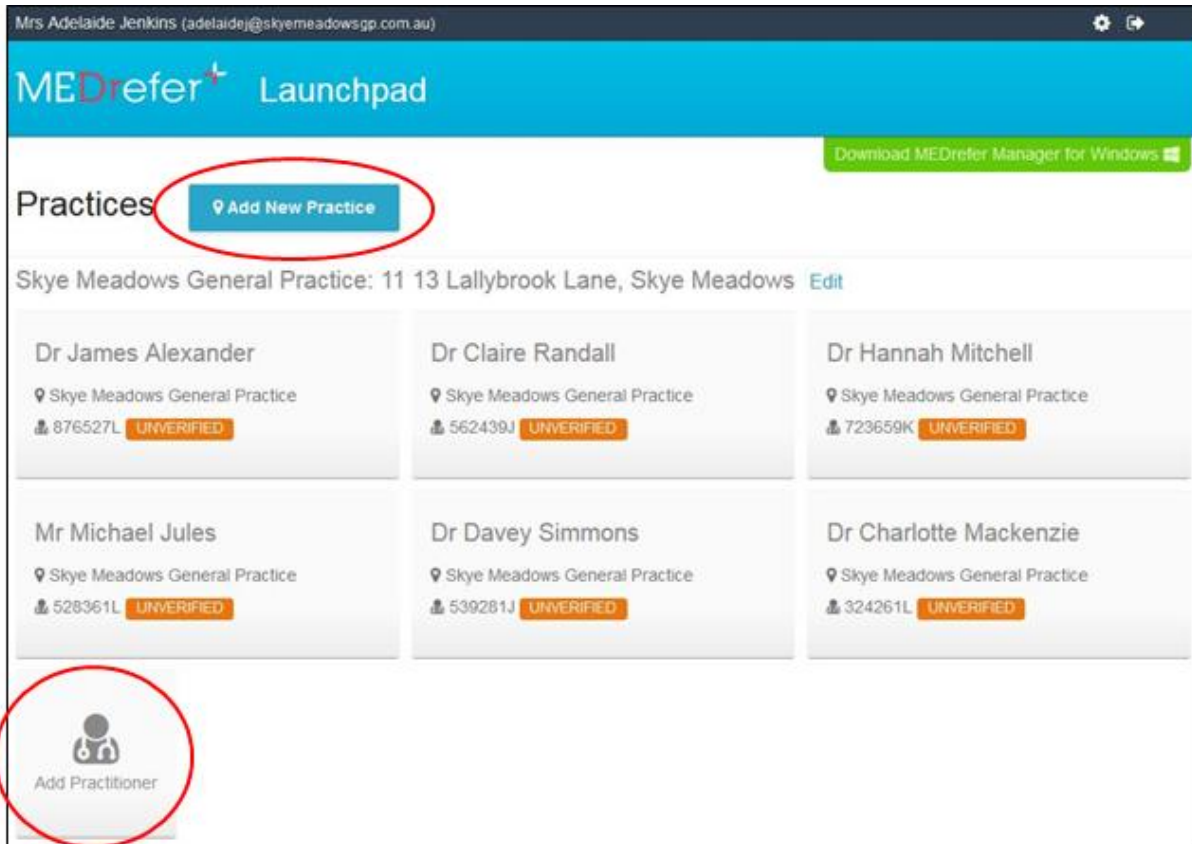 Mrs Adelaide Jenkins (adelaidej@skyemeadowsgp.com.au)
MEDrefer Launchpad
Download MEDrefer Manager for Windows
Practices Add New Practice
Skye Meadows General Practice: 11 13 Lallybrook Lane, Skye Meadows Edit
Dr James Alexander
Skye Meadows General Practice
876527L UNVERIFIED
Dr Claire Randall
Skye Meadows General Practice
562439J UNVERIFIED
Dr Hannah Mitchell
Skye Meadows General Practice
723659K UNVERIFIED
Mr Michael Jules
Skye Meadows General Practice
528361L UNVERIFIED
Dr Davey Simmons
Skye Meadows General Practice
539281J UNVERIFIED
Dr Charlotte Mackenzie
Skye Meadows General Practice
324261L UNVERIFIED
Add Practitioner